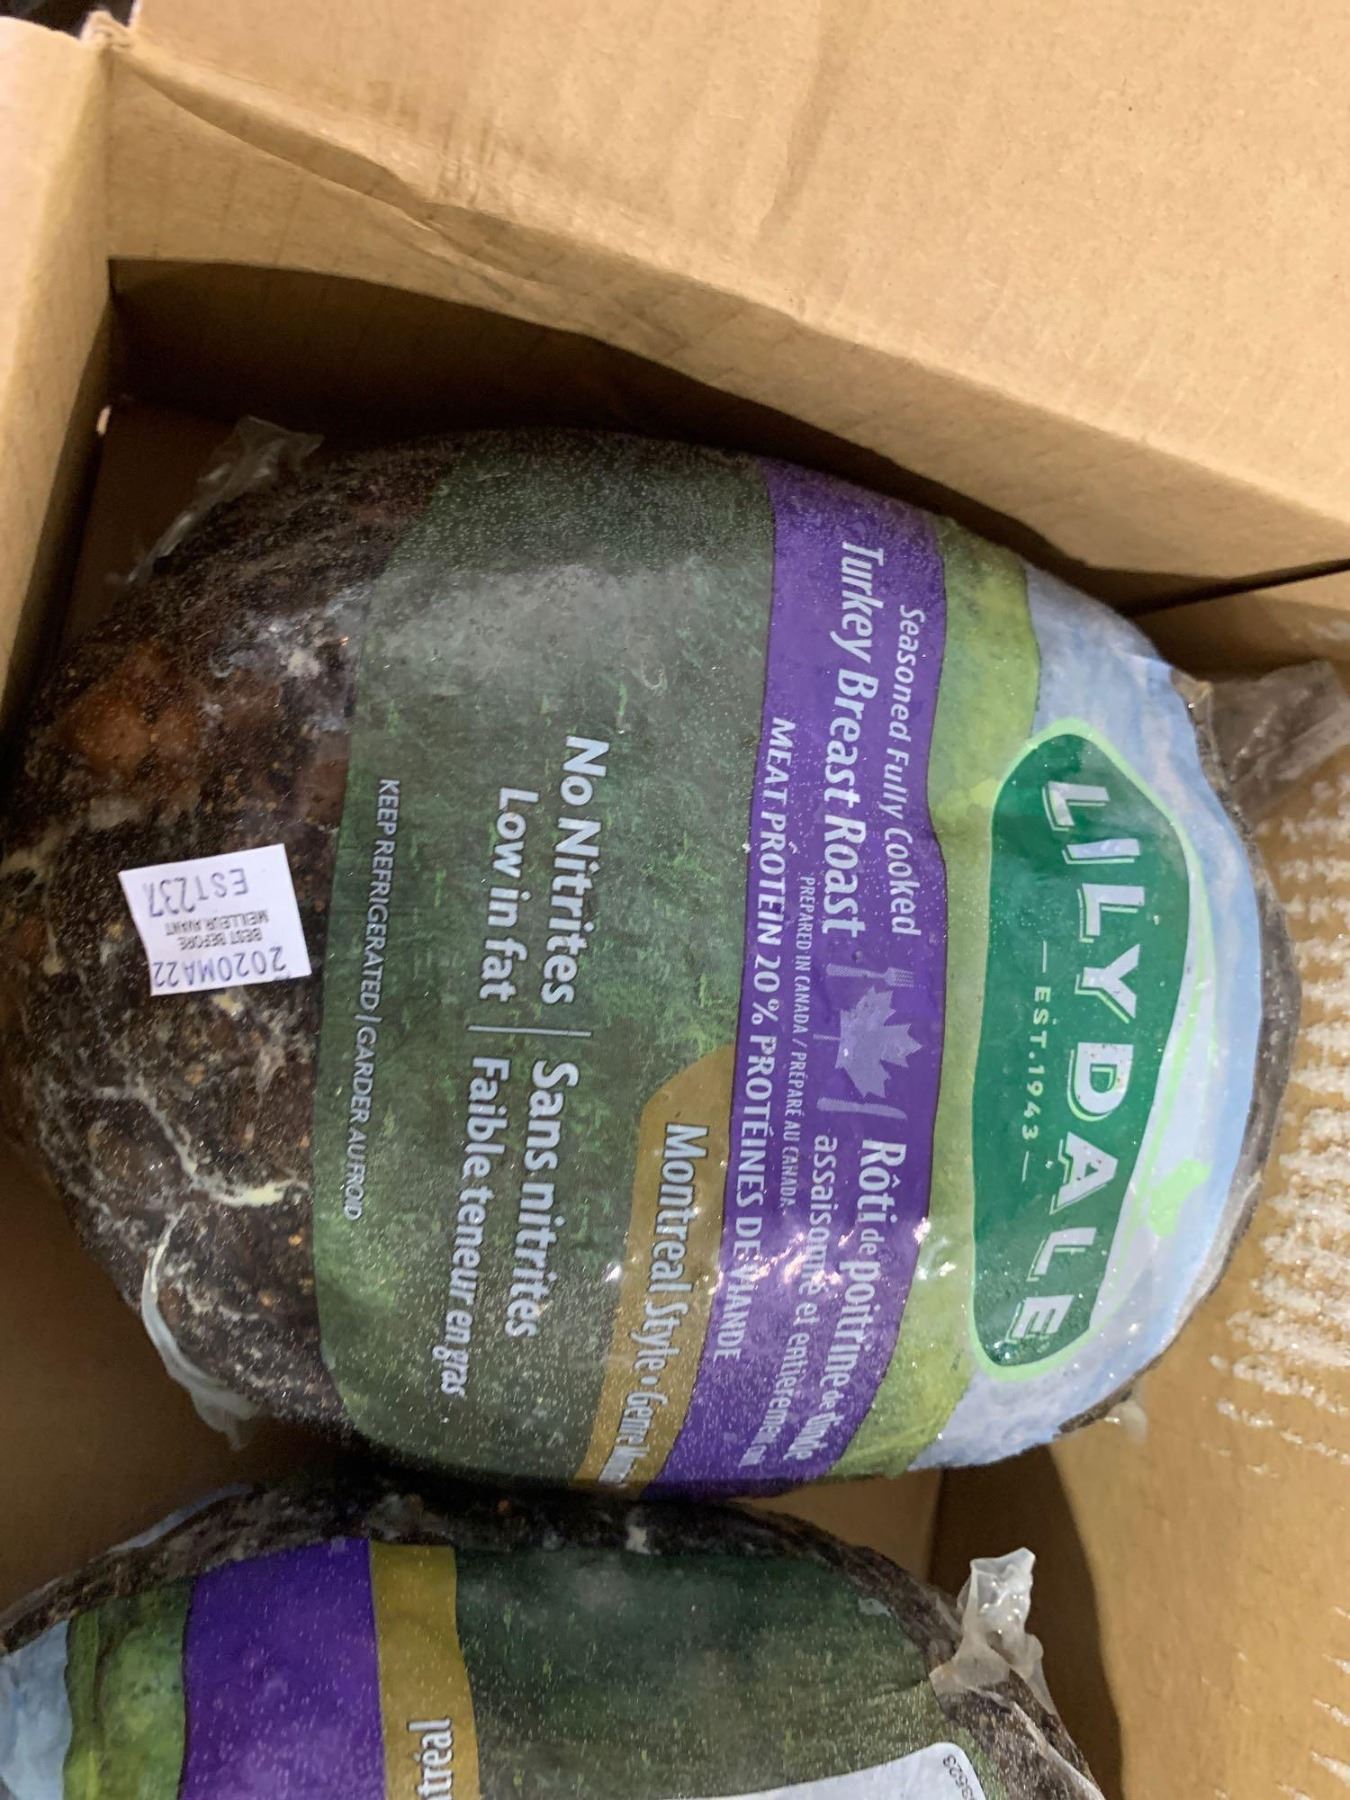 LILYDALE
— EST.1943 —
Seasoned Fully Cooked
Turkey Breast Roast
Rôti de poitrine de dinde
assaisonné et entièrement cuit
PREPARED IN CANADA / PRÉPARÉ AU CANADA
MEAT PROTEIN 20% PROTÉINES DE VIANDE
Montreal Style •
No Nitrites | Sans nitrites
Low in fat | Faible teneur en gras
KEEP REFRIGERATED | GARDER AU FROID
2020MA22
BEST BEFORE
MEILLEUR AVANT
EST237
tréal